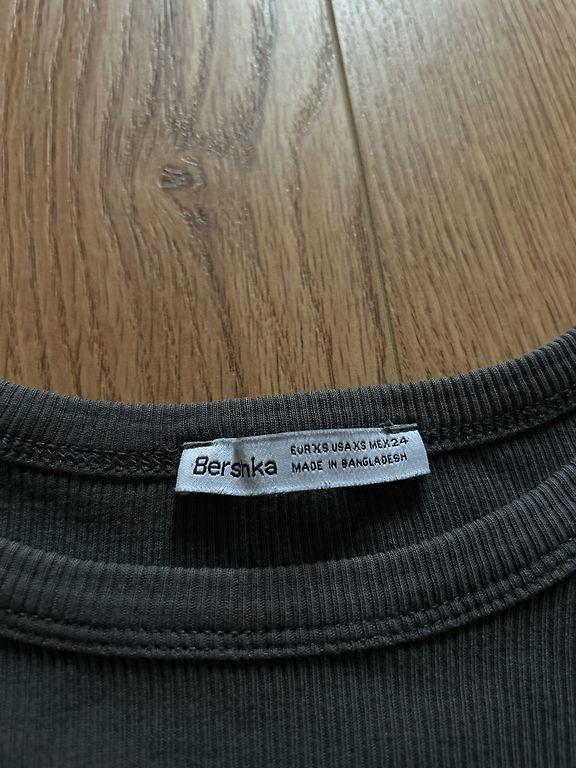 Bershka
EUR XS USA XS MEX 24
MADE IN BANGLADESH